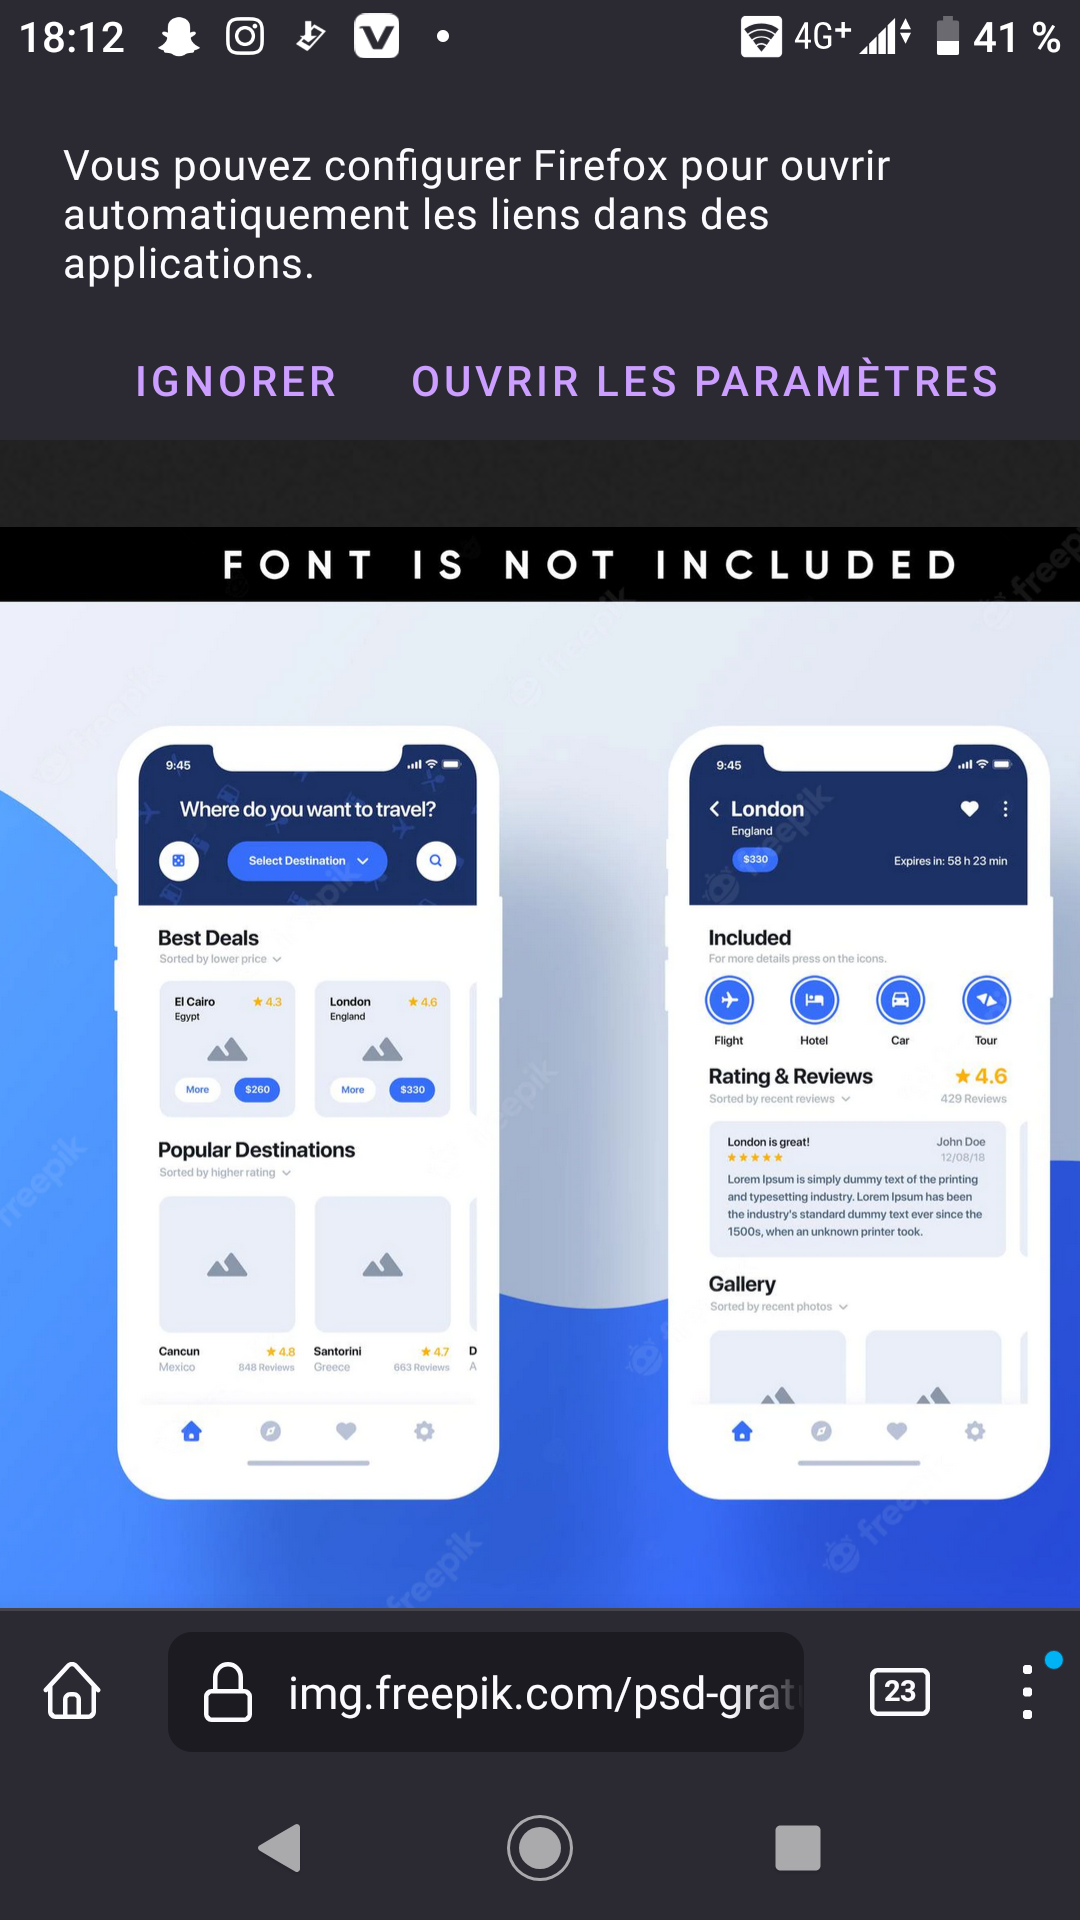 18:12
4G+
41 %
Vous pouvez configurer Firefox pour ouvrir
automatiquement les liens dans des
applications.
IGNORER OUVRIR LES PARAMÈTRES
FONT IS NOT INCLUDED
9:45
Where do you want to travel?
Select Destination
Best Deals
Sorted by lower price
El Cairo 4.3
Egypt
More $260
London 4.6
England
More $330
Popular Destinations
Sorted by higher rating
Cancun 4.8
Mexico 848 Reviews
Santorini 4.7
Greece 663 Reviews
D
A
9:45
London
England
$330
Expires in: 58 h 23 min
Included
For more details press on the icons.
Flight Hotel Car Tour
Rating & Reviews 4.6
Sorted by recent reviews 429 Reviews
London is great! John Doe
12/08/18
Lorem Ipsum is simply dummy text of the printing
and typesetting industry. Lorem Ipsum has been
the industry's standard dummy text ever since the
1500s, when an unknown printer took.
Gallery
Sorted by recent photos
freepik
freepik
img.freepik.com/psd-grat
23